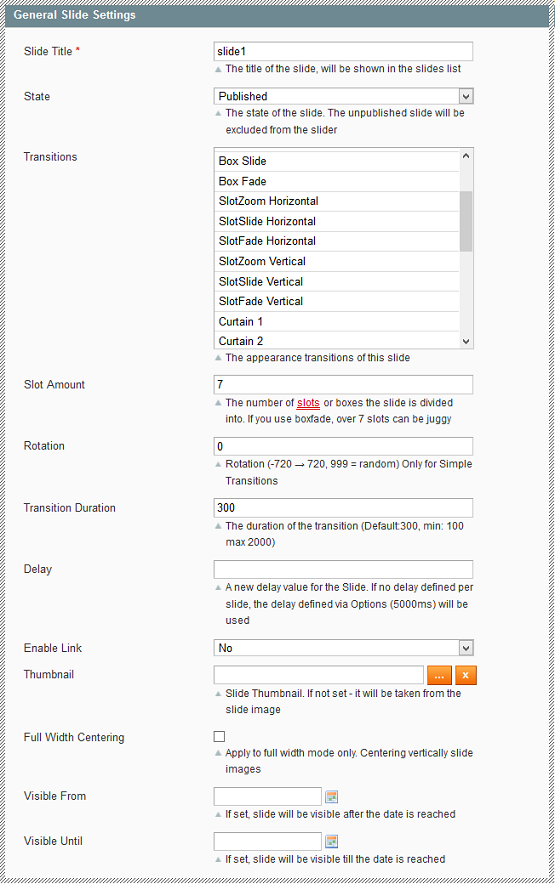 General Slide Settings
Slide Title *
slide1
The title of the slide, will be shown in the slides list
State
Published
The state of the slide. The unpublished slide will be
excluded from the slider
Transitions
Box Slide
Box Fade
SlotZoom Horizontal
SlotSlide Horizontal
SlotFade Horizontal
SlotZoom Vertical
SlotSlide Vertical
SlotFade Vertical
Curtain 1
Curtain 2
The appearance transitions of this slide
Slot Amount
7
The number of slots or boxes the slide is divided
into. If you use boxfade, over 7 slots can be juggy
Rotation
0
Rotation (-720 → 720, 999 = random) Only for Simple
Transitions
Transition Duration
300
The duration of the transition (Default:300, min: 100
max 2000)
Delay
A new delay value for the Slide. If no delay defined per
slide, the delay defined via Options (5000ms) will be
used
Enable Link
No
Thumbnail
... x
Slide Thumbnail. If not set - it will be taken from the
slide image
Full Width Centering
Apply to full width mode only. Centering vertically slide
images
Visible From
If set, slide will be visible after the date is reached
Visible Until
If set, slide will be visible till the date is reached